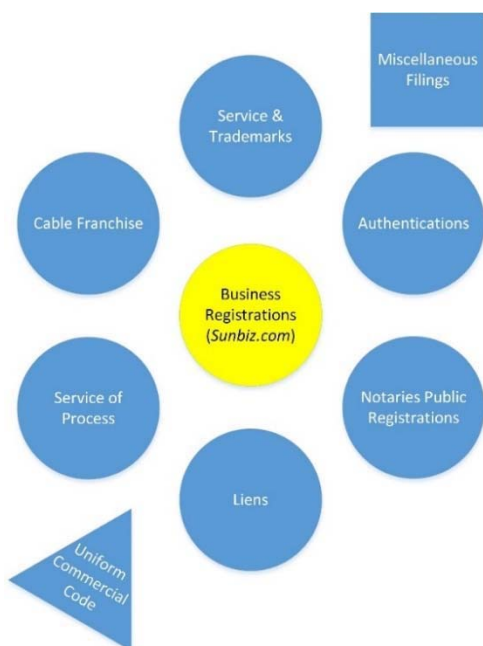 Miscellaneous
Filings
Service &
Trademarks
Cable Franchise
Authentications
Business
Registrations
(Sunbiz.com)
Service of
Process
Notaries Public
Registrations
Liens
Uniform
Commercial
Code